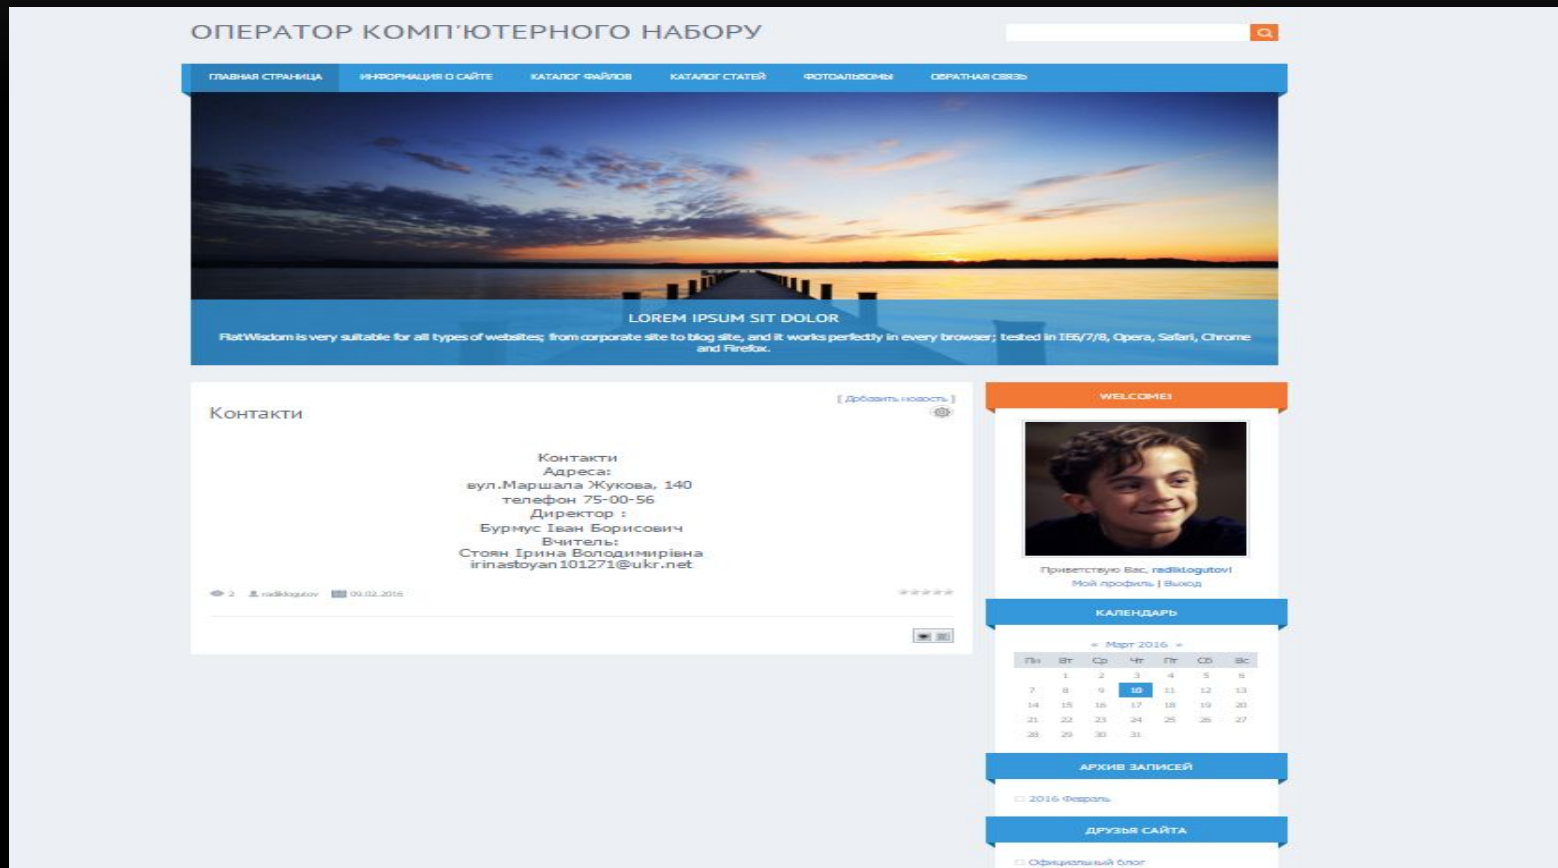 ОПЕРАТОР КОМП'ЮТЕРНОГО НАБОРУ
ГЛАВНАЯ СТРАНИЦА ИНФОРМАЦИЯ О САЙТЕ КАТАЛОГ ФАЙЛОВ КАТАЛОГ СТАТЕЙ ФОТОАЛЬБОМЫ ОБРАТНАЯ СВЯЗЬ
LOREM IPSUM SIT DOLOR
FlatWisdom is very suitable for all types of websites; from corporate site to blog site, and it works perfectly in every browser; tested in IE6/7/8, Opera, Safari, Chrome
and Firefox.
[ Добавить новость ]
Контакти
Контакти
Адреса:
вул.Маршала Жукова, 140
телефон 75-00-56
Директор :
Бурмус Іван Борисович
Вчитель:
Стоян Ірина Володимирівна
irinastoyan101271@ukr.net
2 radiklogutov 09.02.2016
WELCOME!
Приветствую Вас, radiklogutov!
Мой профиль | Выход
КАЛЕНДАРЬ
« Март 2016 »
Пн Вт Ср Чт Пт Сб Вс
1 2 3 4 5 6
7 8 9 10 11 12 13
14 15 16 17 18 19 20
21 22 23 24 25 26 27
28 29 30 31
АРХИВ ЗАПИСЕЙ
2016 Февраль
ДРУЗЬЯ САЙТА
Официальный блог